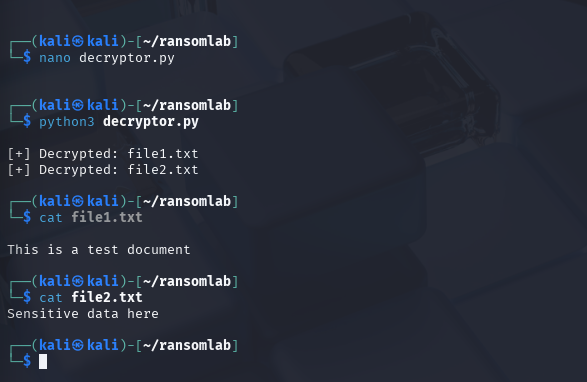 ┌──(kali㉿kali)-[~/ransomlab]
└─$ nano decryptor.py
┌──(kali㉿kali)-[~/ransomlab]
└─$ python3 decryptor.py
[+] Decrypted: file1.txt
[+] Decrypted: file2.txt
┌──(kali㉿kali)-[~/ransomlab]
└─$ cat file1.txt
This is a test document
┌──(kali㉿kali)-[~/ransomlab]
└─$ cat file2.txt
Sensitive data here
┌──(kali㉿kali)-[~/ransomlab]
└─$